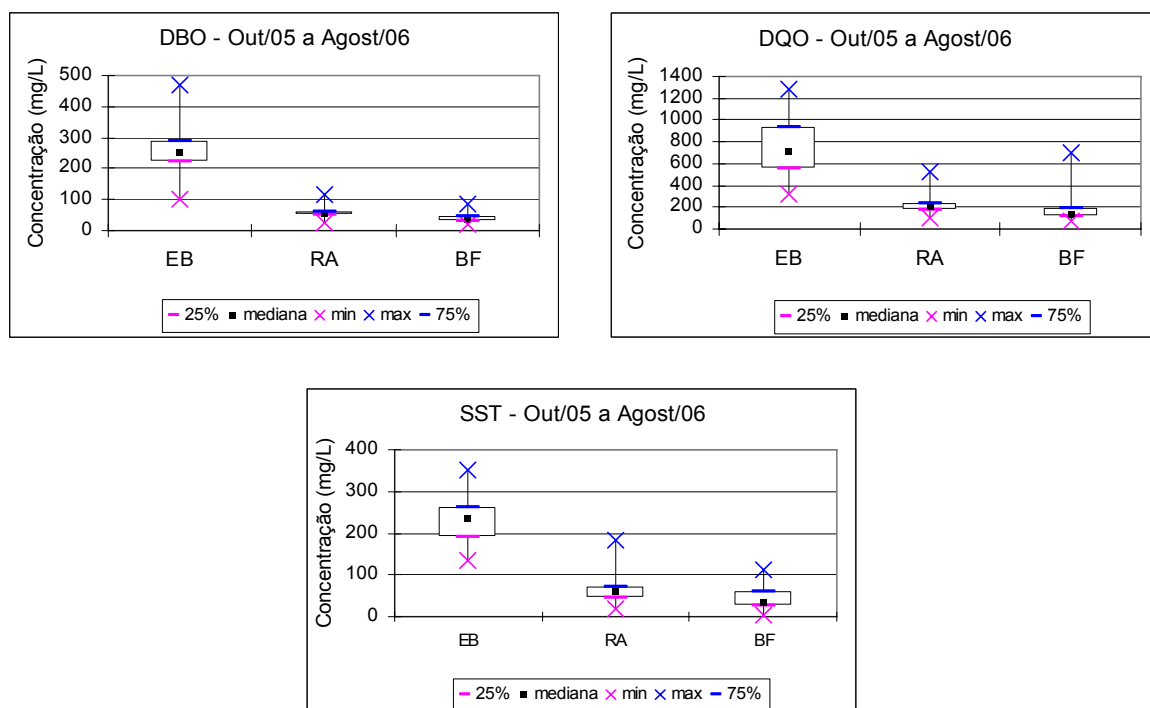 DBO - Out/05 a Agost/06
Concentração (mg/L)
500
400
300
200
100
0
EB RA BF
25% mediana min max 75%
DQO - Out/05 a Agost/06
Concentração (mg/L)
1400
1200
1000
800
600
400
200
0
EB RA BF
25% mediana min max 75%
SST - Out/05 a Agost/06
Concentração (mg/L)
400
300
200
100
0
EB RA BF
25% mediana min max 75%